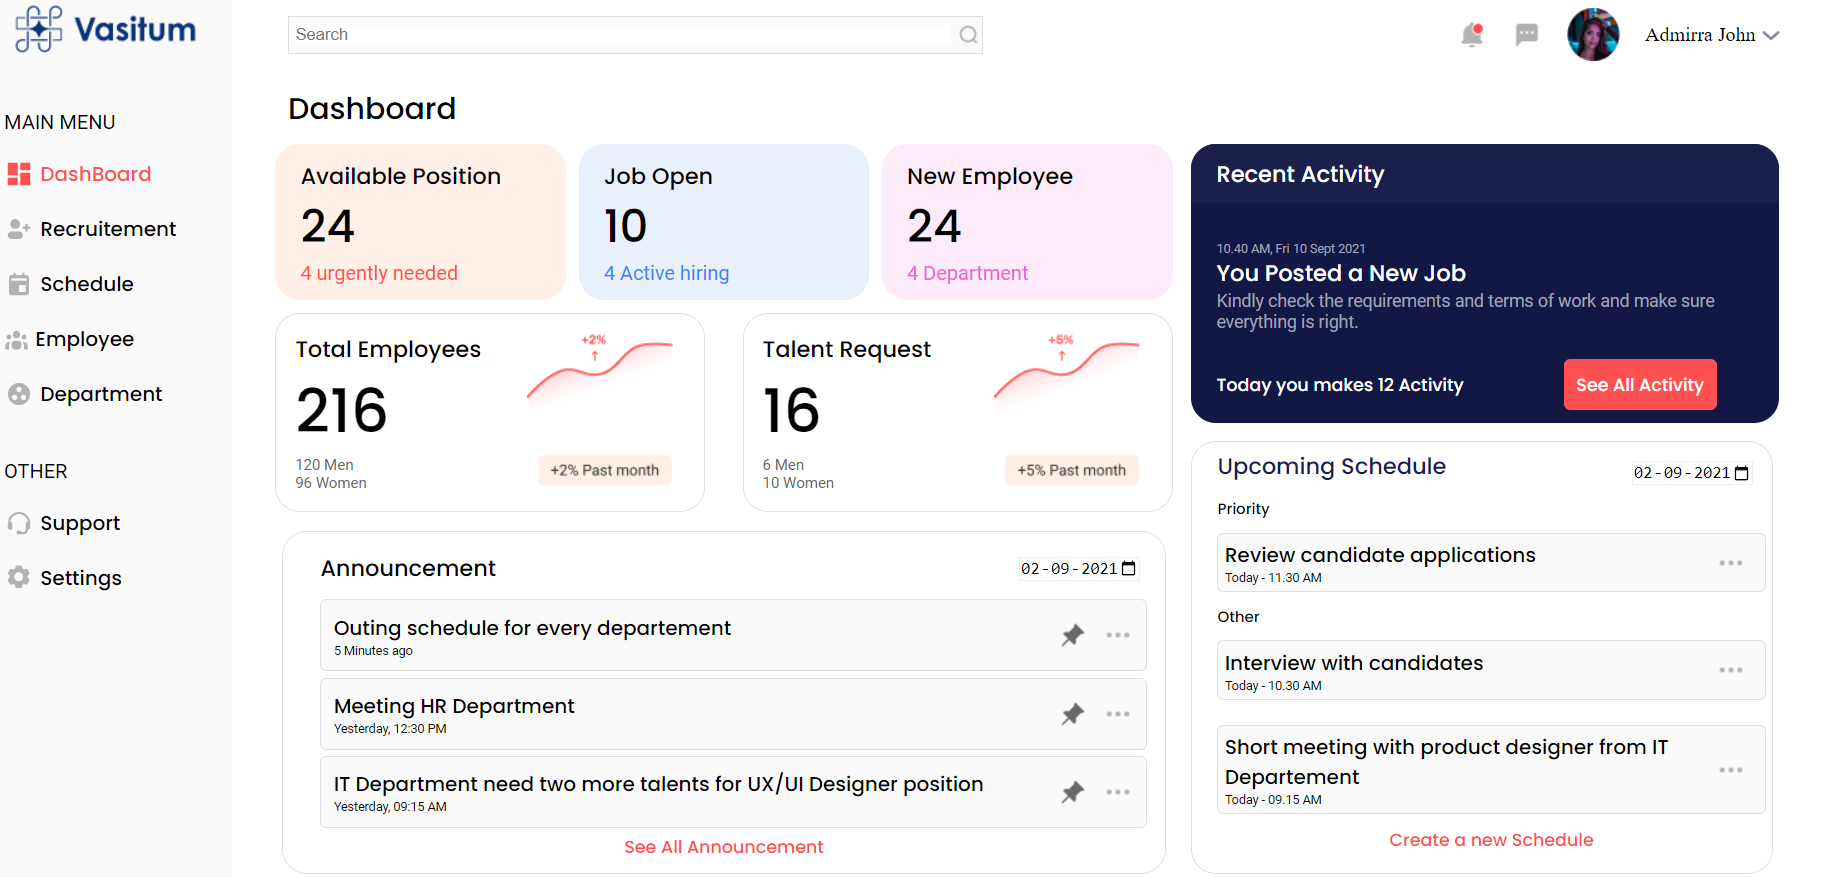 Vasitum
Search
Admirra John
MAIN MENU
DashBoard
Recruitement
Schedule
Employee
Department
OTHER
Support
Settings
Dashboard
Available Position
24
4 urgently needed
Job Open
10
4 Active hiring
New Employee
24
4 Department
Total Employees
216
120 Men
96 Women
+2%
↑
+2% Past month
Talent Request
16
6 Men
10 Women
+5%
↑
+5% Past month
Announcement
02-09-2021
Outing schedule for every departement
5 Minutes ago
Meeting HR Department
Yesterday, 12:30 PM
IT Department need two more talents for UX/UI Designer position
Yesterday, 09:15 AM
See All Announcement
Recent Activity
10.40 AM, Fri 10 Sept 2021
You Posted a New Job
Kindly check the requirements and terms of work and make sure
everything is right.
Today you makes 12 Activity
See All Activity
Upcoming Schedule
02-09-2021
Priority
Review candidate applications
Today - 11.30 AM
Other
Interview with candidates
Today - 10.30 AM
Short meeting with product designer from IT
Departement
Today - 09.15 AM
Create a new Schedule